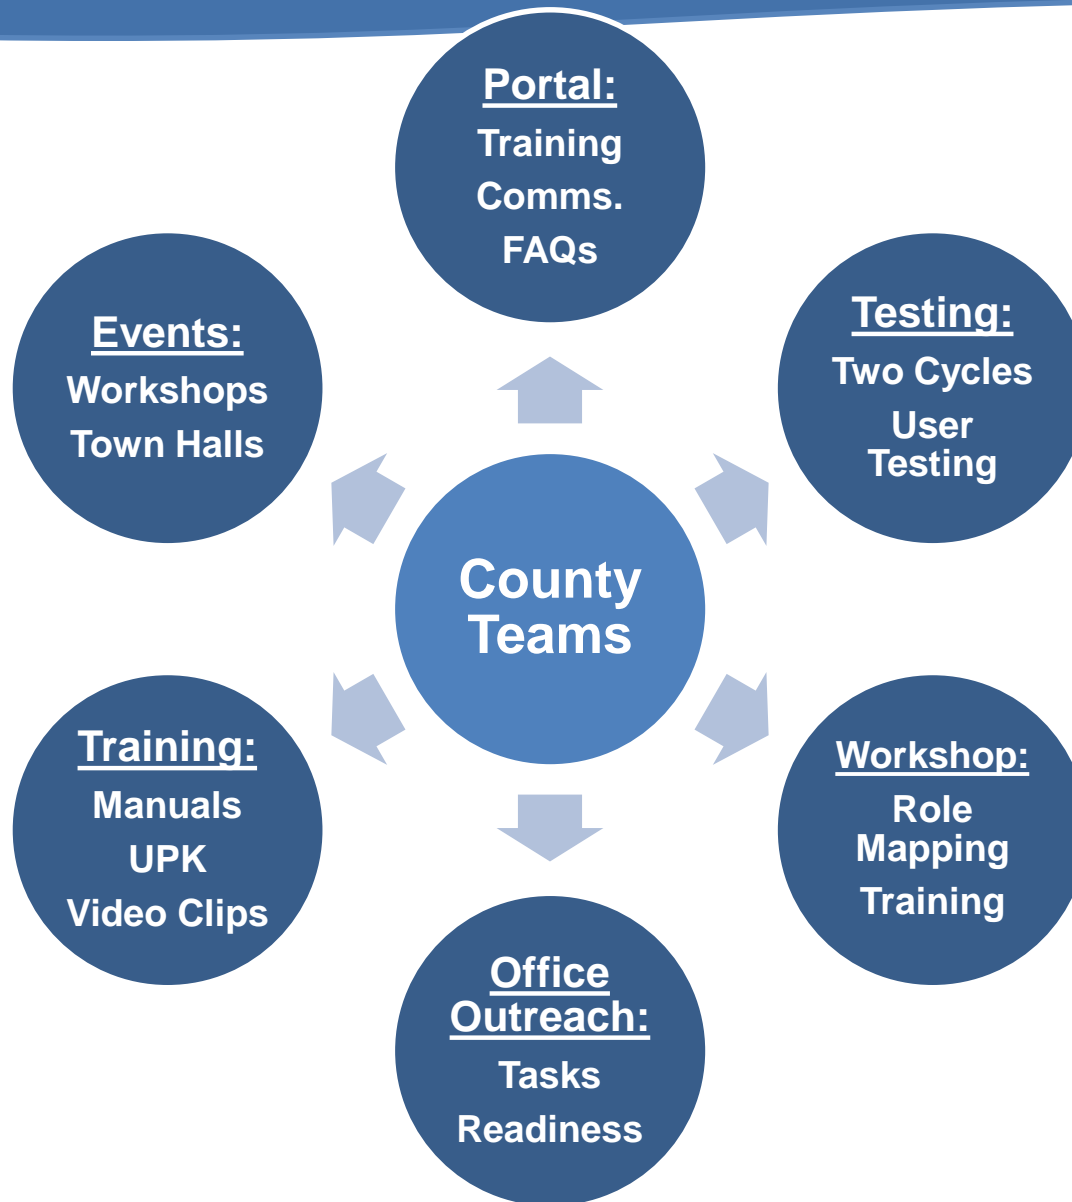 Portal:
Training
Comms.
FAQs
Events:
Workshops
Town Halls
Testing:
Two Cycles
User
Testing
County
Teams
Training:
Manuals
UPK
Video Clips
Workshop:
Role
Mapping
Training
Office
Outreach:
Tasks
Readiness